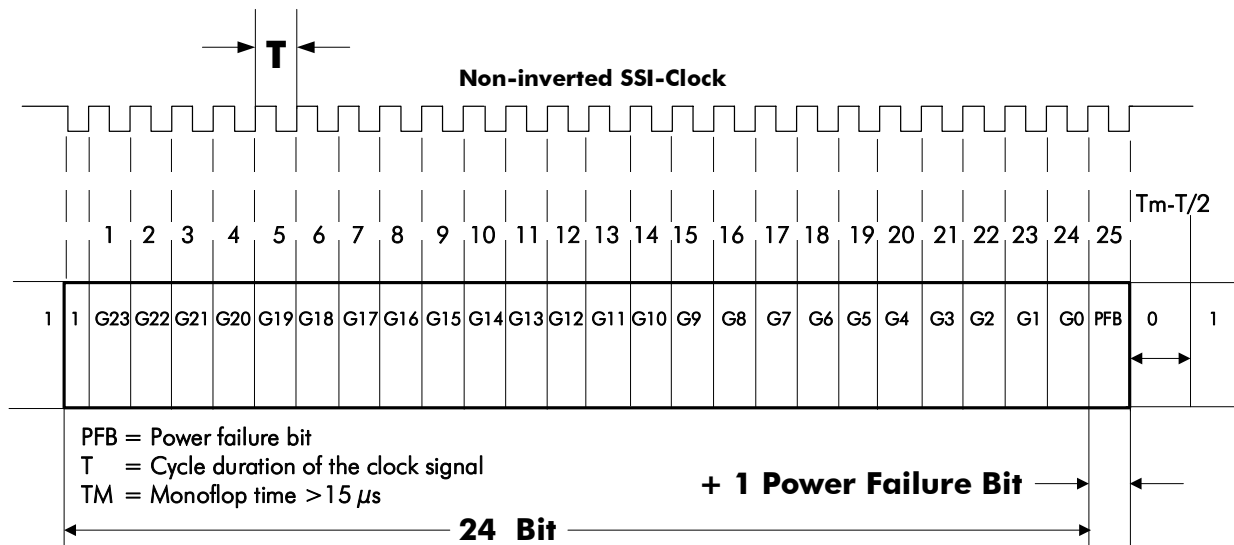 T
Non-inverted SSI-Clock
Tm-T/2
1 2 3 4 5 6 7 8 9 10 11 12 13 14 15 16 17 18 19 20 21 22 23 24 25
1 1 G23 G22 G21 G20 G19 G18 G17 G16 G15 G14 G13 G12 G11 G10 G9 G8 G7 G6 G5 G4 G3 G2 G1 G0 PFB 0 1
PFB = Power failure bit
T = Cycle duration of the clock signal
TM = Monoflop time >15 µs
+ 1 Power Failure Bit
24 Bit